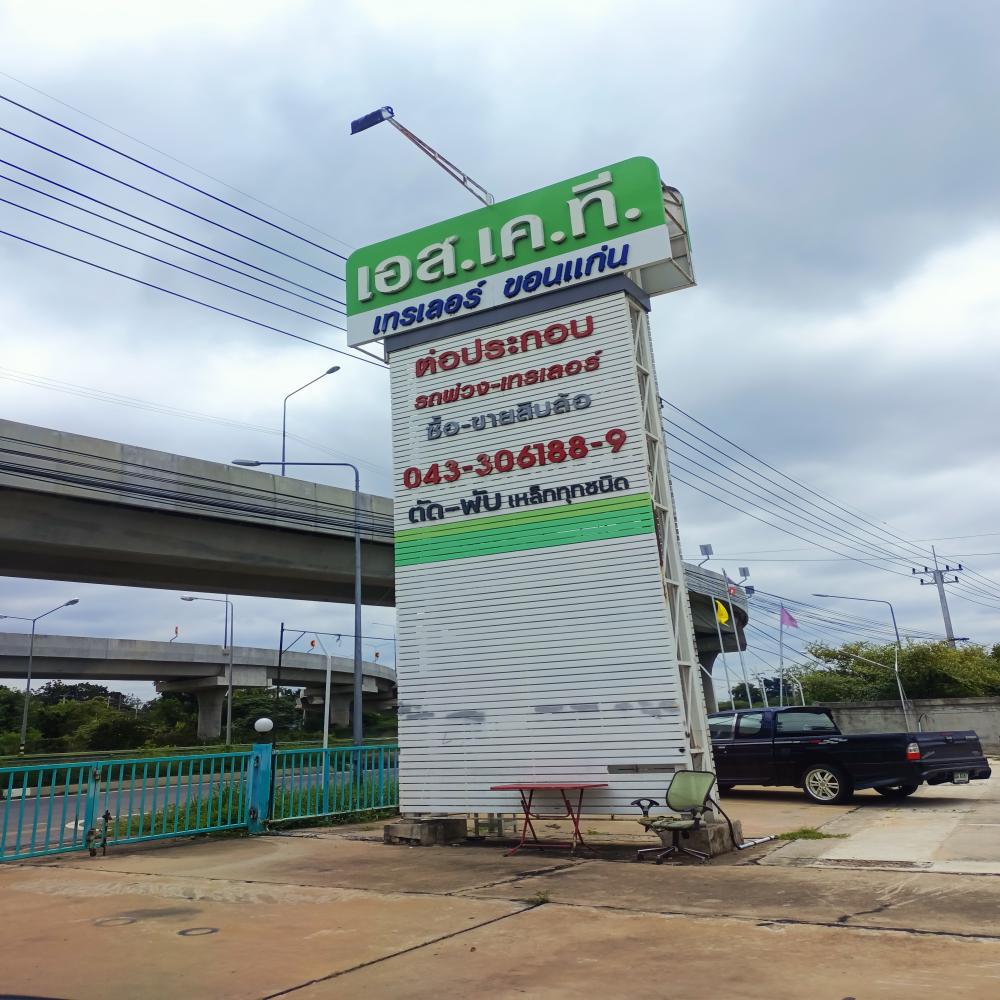 เอส.เค.ที.
เทรเลอร์ ขอนแก่น
ต่อประกอบ
รถพ่วง-เทรเลอร์
ซื้อ-ขายสิบล้อ
043-306188-9
ตัด-พับ เหล็กทุกชนิด